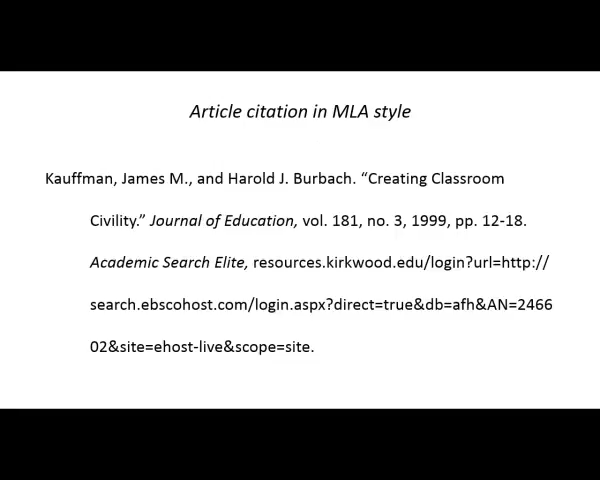 Article citation in MLA style
Kauffman, James M., and Harold J. Burbach. “Creating Classroom
Civility.” Journal of Education, vol. 181, no. 3, 1999, pp. 12-18.
Academic Search Elite, resources.kirkwood.edu/login?url=http://
search.ebscohost.com/login.aspx?direct=true&db=afh&AN=2466
02&site=ehost-live&scope=site.